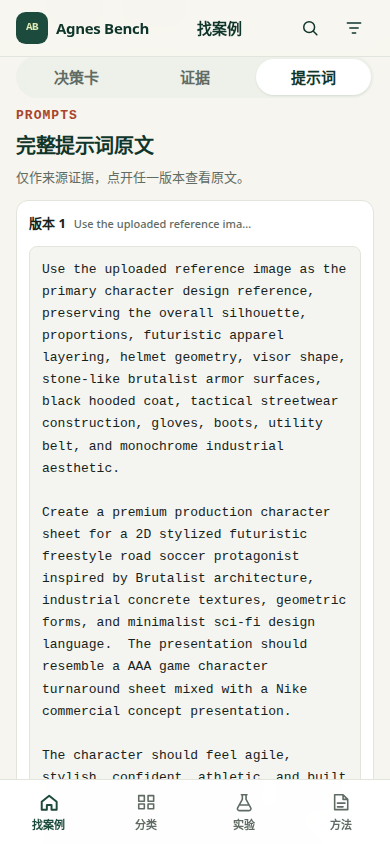 AB Agnes Bench 找案例
决策卡 证据 提示词
PROMPTS
完整提示词原文
仅作来源证据，点开任一版本查看原文。
版本 1 Use the uploaded reference ima...
Use the uploaded reference image as the
primary character design reference,
preserving the overall silhouette,
proportions, futuristic apparel
layering, helmet geometry, visor shape,
stone-like brutalist armor surfaces,
black hooded coat, tactical streetwear
construction, gloves, boots, utility
belt, and monochrome industrial
aesthetic.
Create a premium production character
sheet for a 2D stylized futuristic
freestyle road soccer protagonist
inspired by Brutalist architecture,
industrial concrete textures, geometric
forms, and minimalist sci-fi design
language.  The presentation should
resemble a AAA game character
turnaround sheet mixed with a Nike
commercial concept presentation.
The character should feel agile,
stylish, confident, athletic, and built
找案例 分类 实验 方法